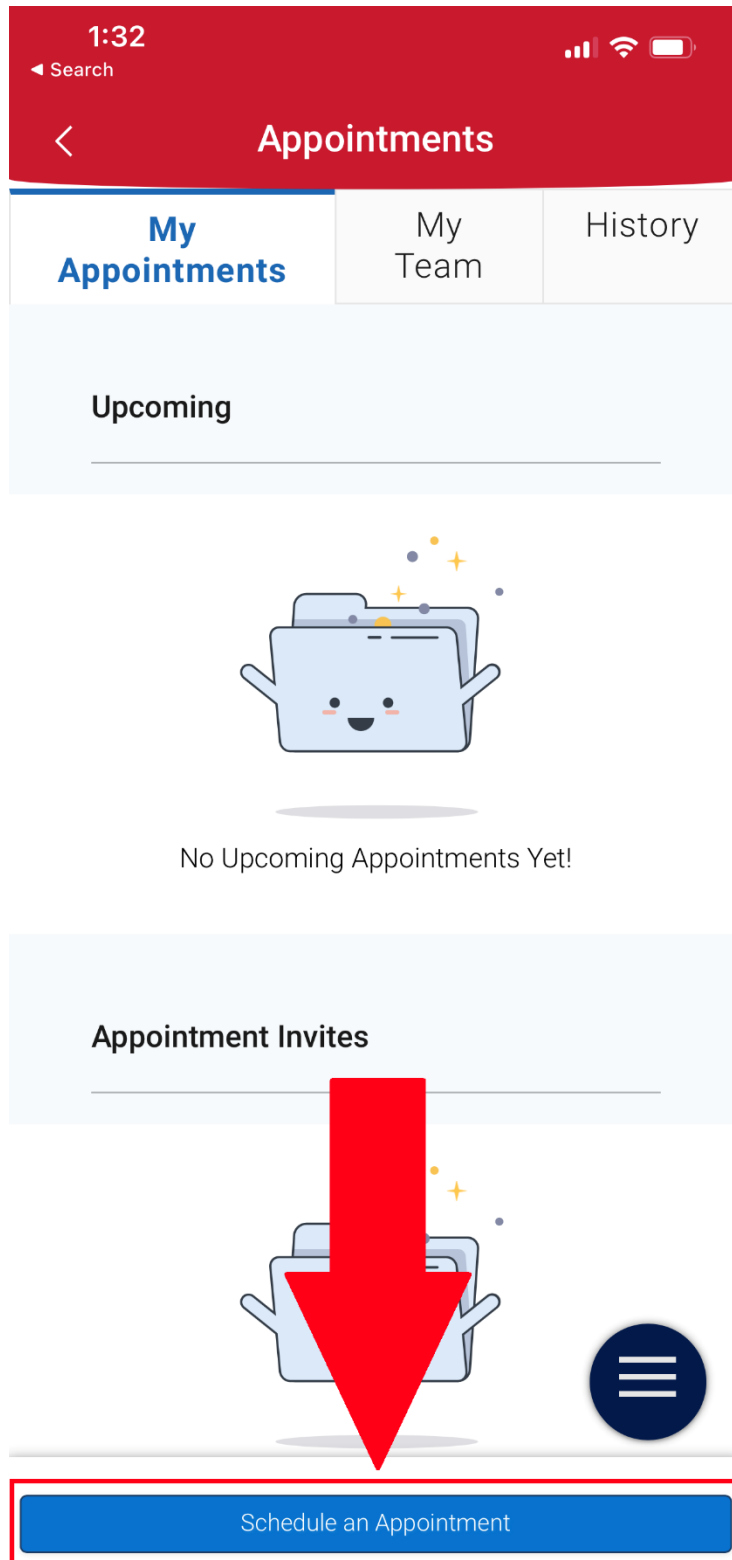 1:32
◀ Search
Appointments
My
Appointments
My
Team
History
Upcoming
No Upcoming Appointments Yet!
Appointment Invites
Schedule an Appointment